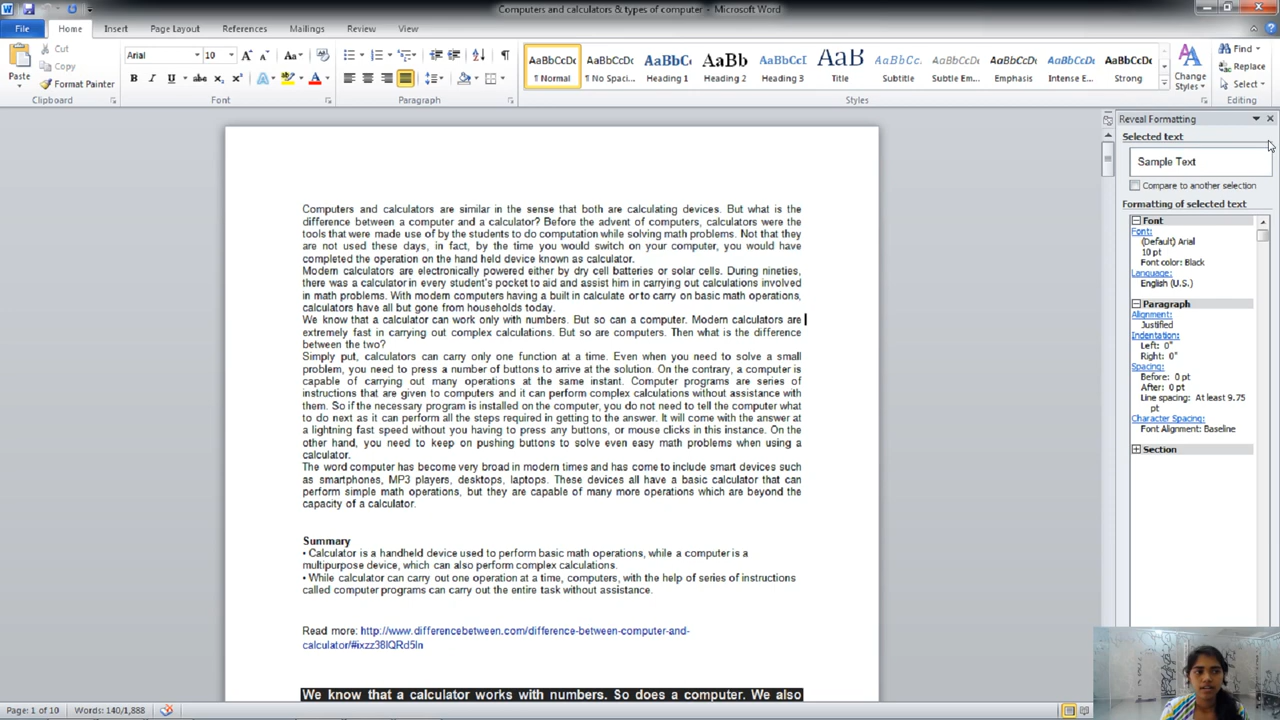 Computers and calculators & types of computer - Microsoft Word
File Home Insert Page Layout References Mailings Review View
Paste
Cut
Copy
Format Painter
Clipboard
Arial 10
B I U abc
Font
Paragraph
AaBbCcDc AaBbCcDc AaBbCc AaBbCc AaBbCcI AaB AaBbCc. AaBbCcDc AaBbCcDc AaBbCcDc AaBbCcDc
¶ Normal ¶ No Spaci... Heading 1 Heading 2 Heading 3 Title Subtitle Subtle Em... Emphasis Intense E... Strong
Change
Styles
Styles
Find
Replace
Select
Editing
Computers and calculators are similar in the sense that both are calculating devices. But what is the
difference between a computer and a calculator? Before the advent of computers, calculators were the
tools that were made use of by the students to do computation while solving math problems. Not that they
are not used these days, in fact, by the time you would switch on your computer, you would have
completed the operation on the hand held device known as calculator.
Modern calculators are electronically powered either by dry cell batteries or solar cells. During nineties,
there was a calculator in every student's pocket to aid and assist him in carrying out calculations involved
in math problems. With modern computers having a built in calculate or to carry on basic math operations,
calculators have all but gone from households today.
We know that a calculator can work only with numbers. But so can a computer. Modern calculators are
extremely fast in carrying out complex calculations. But so are computers. Then what is the difference
between the two?
Simply put, calculators can carry only one function at a time. Even when you need to solve a small
problem, you need to press a number of buttons to arrive at the solution. On the contrary, a computer is
capable of carrying out many operations at the same instant. Computer programs are series of
instructions that are given to computers and it can perform complex calculations without assistance with
them. So if the necessary program is installed on the computer, you do not need to tell the computer what
to do next as it can perform all the steps required in getting to the answer. It will come with the answer at
a lightning fast speed without you having to press any buttons, or mouse clicks in this instance. On the
other hand, you need to keep on pushing buttons to solve even easy math problems when using a
calculator.
The word computer has become very broad in modern times and has come to include smart devices such
as smartphones, MP3 players, desktops, laptops. These devices all have a basic calculator that can
perform simple math operations, but they are capable of many more operations which are beyond the
capacity of a calculator.
Summary
• Calculator is a handheld device used to perform basic math operations, while a computer is a
multipurpose device, which can also perform complex calculations.
• While calculator can carry out one operation at a time, computers, with the help of series of instructions
called computer programs can carry out the entire task without assistance.
Read more: http://www.differencebetween.com/difference-between-computer-and-
calculator/#ixzz38lQRd5In
We know that a calculator works with numbers. So does a computer. We also
Reveal Formatting
Selected text
Sample Text
Compare to another selection
Formatting of selected text
Font
Font:
(Default) Arial
10 pt
Font color: Black
Language:
English (U.S.)
Paragraph
Alignment:
Justified
Indentation:
Left: 0"
Right: 0"
Spacing:
Before: 0 pt
After: 0 pt
Line spacing: At least 9.75
pt
Character Spacing:
Font Alignment: Baseline
Section
Page: 1 of 10 Words: 140/1,888